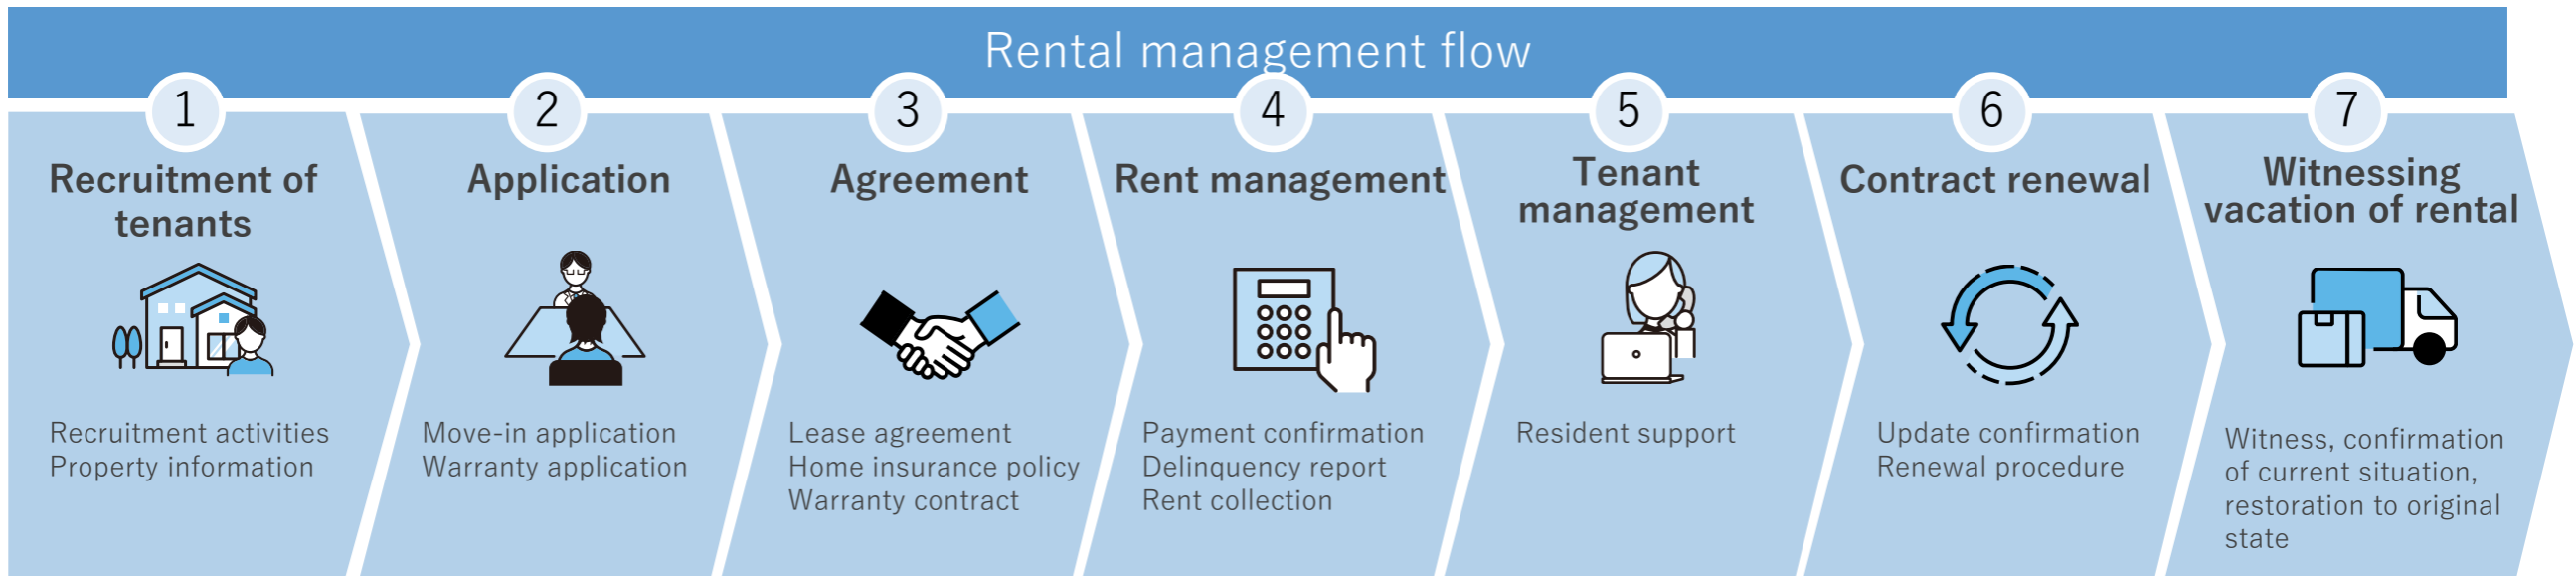 Rental management flow
1
Recruitment of
tenants
Recruitment activities
Property information
2
Application
Move-in application
Warranty application
3
Agreement
Lease agreement
Home insurance policy
Warranty contract
4
Rent management
Payment confirmation
Delinquency report
Rent collection
5
Tenant
management
Resident support
6
Contract renewal
Update confirmation
Renewal procedure
7
Witnessing
vacation of rental
Witness, confirmation
of current situation,
restoration to original
state